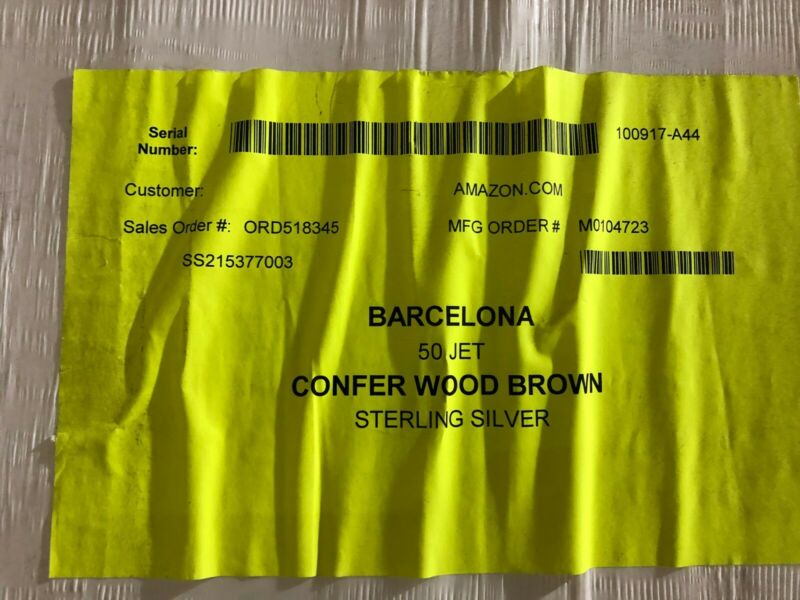 Serial
Number:
100917-A44
Customer:
AMAZON.COM
Sales Order #: ORD518345
MFG ORDER # M0104723
SS215377003
BARCELONA
50 JET
CONFER WOOD BROWN
STERLING SILVER